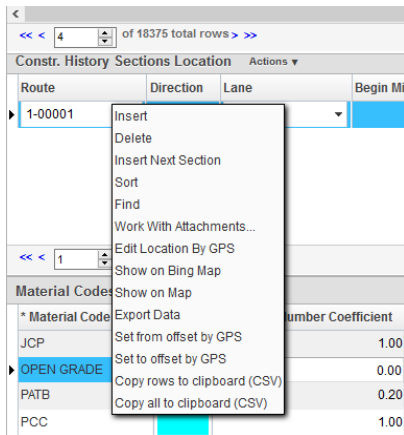 <
<< < 4 of 18375 total rows > >>
Constr. History Sections Location Actions ▼
Route Direction Lane Begin Mi
1-00001
Insert
Delete
Insert Next Section
Sort
Find
Work With Attachments...
Edit Location By GPS
Show on Bing Map
Show on Map
Export Data
Set from offset by GPS
Set to offset by GPS
Copy rows to clipboard (CSV)
Copy all to clipboard (CSV)
<< < 1
Material Codes
* Material Code umber Coefficient
JCP 1.00
OPEN GRADE 0.00
PATB 0.20
PCC 1.00